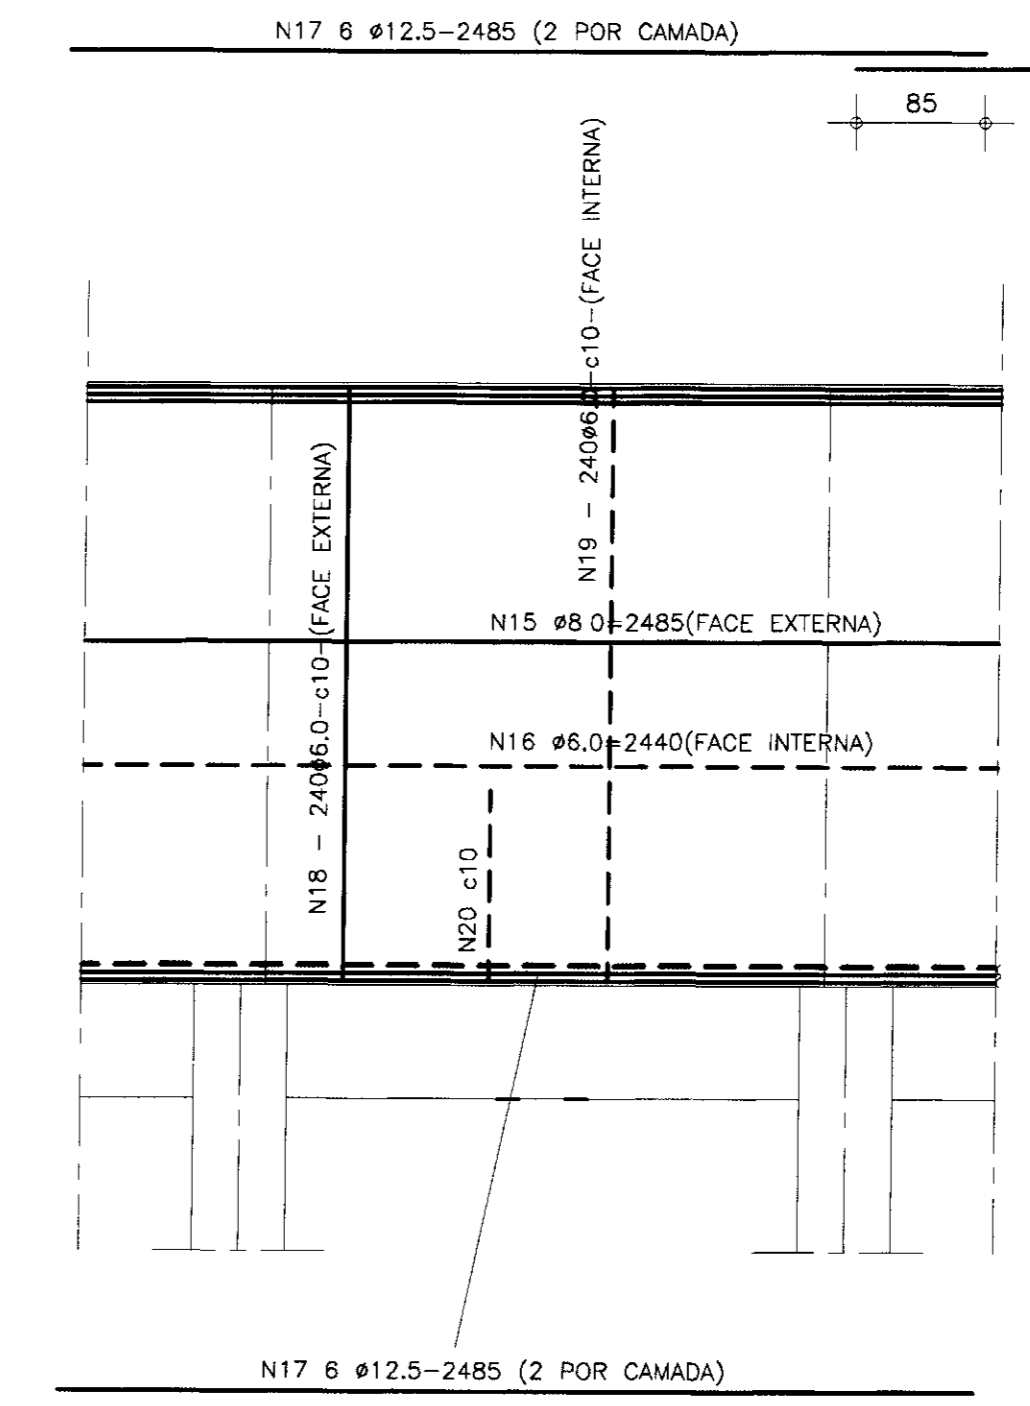 N17 6 ø12.5-2485 (2 POR CAMADA)
85
N19 - 240ø6.0-c10-(FACE INTERNA)
N18 - 240ø6.0-c10-(FACE EXTERNA)
N15 ø8.0=2485(FACE EXTERNA)
N16 ø6.0=2440(FACE INTERNA)
N20 c10
N17 6 ø12.5-2485 (2 POR CAMADA)